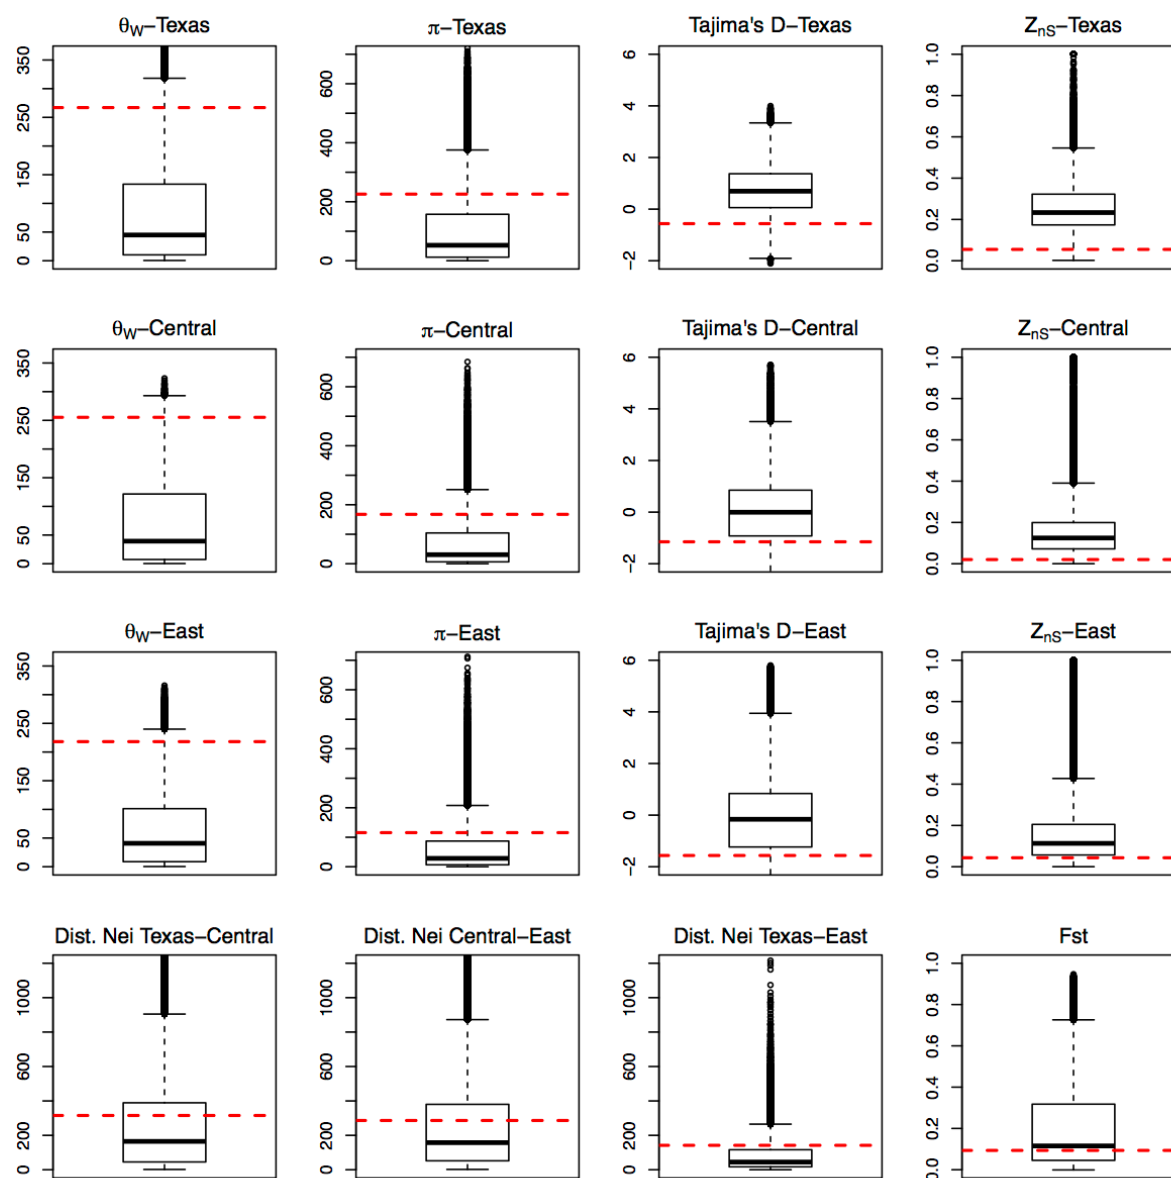 θW–Texas
π–Texas
Tajima's D–Texas
ZnS–Texas
0 50 150 250 350
0 200 400 600
−2 0 2 4 6
0.0 0.2 0.4 0.6 0.8 1.0
θW–Central
π–Central
Tajima's D–Central
ZnS–Central
0 50 150 250 350
0 200 400 600
−2 0 2 4 6
0.0 0.2 0.4 0.6 0.8 1.0
θW–East
π–East
Tajima's D–East
ZnS–East
0 50 150 250 350
0 200 400 600
−2 0 2 4 6
0.0 0.2 0.4 0.6 0.8 1.0
Dist. Nei Texas–Central
Dist. Nei Central–East
Dist. Nei Texas–East
Fst
0 200 600 1000
0 200 600 1000
0 200 600 1000
0.0 0.2 0.4 0.6 0.8 1.0